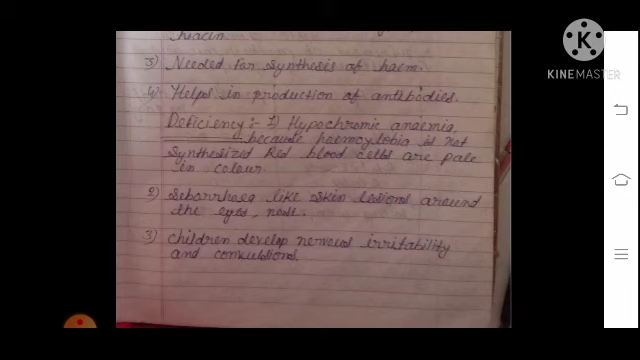 niacin.
3) Needed for synthesis of haem.
4) Helps in production of antibodies.
Deficiency :- 1) Hypochromic anaemia
because haemoglobia is not
synthesized Red blood cells are pale
in colour.
2) Seborrhoea like skin lesions around
the eyes, nose.
3) Children develop nervous irritability
and convulsions.
KINEMASTER